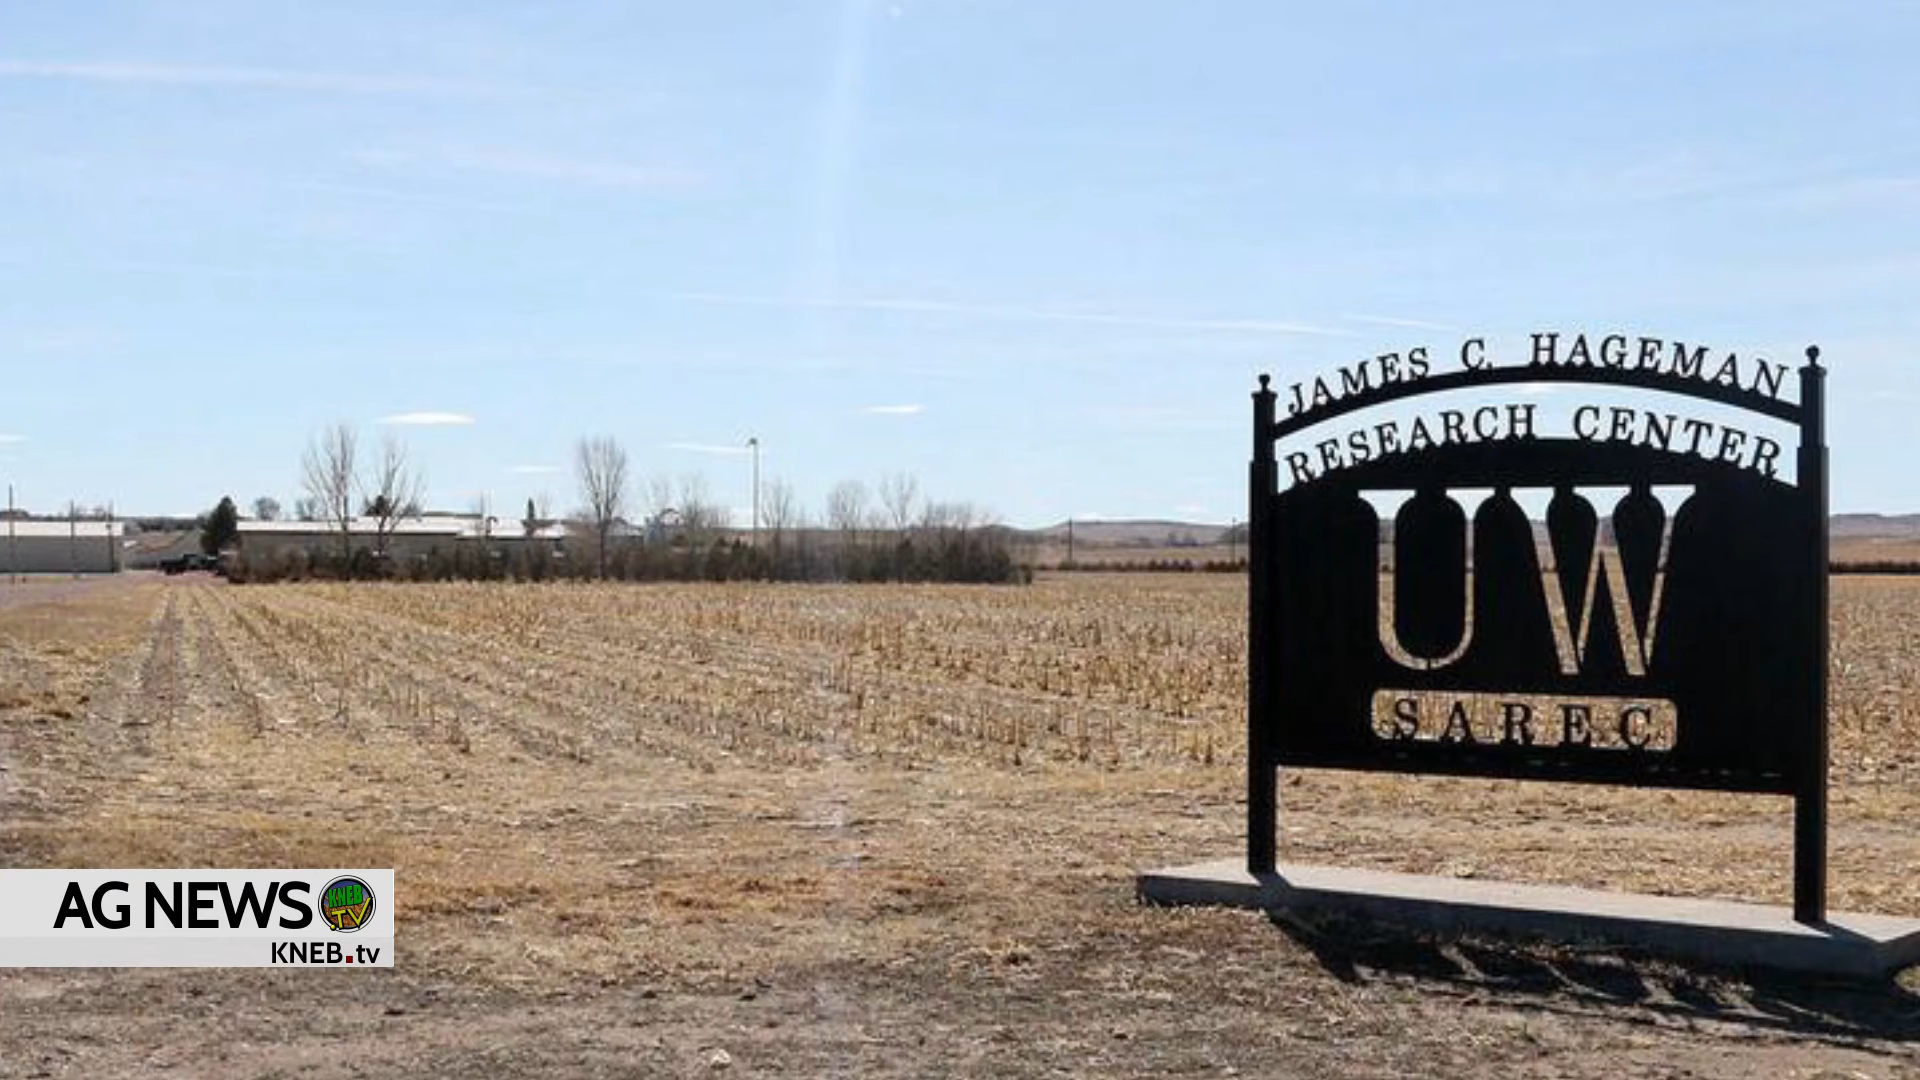 JAMES C. HAGEMAN
RESEARCH CENTER
UW
SAREC
AG NEWS
KNEB
.TV
KNEB.tv